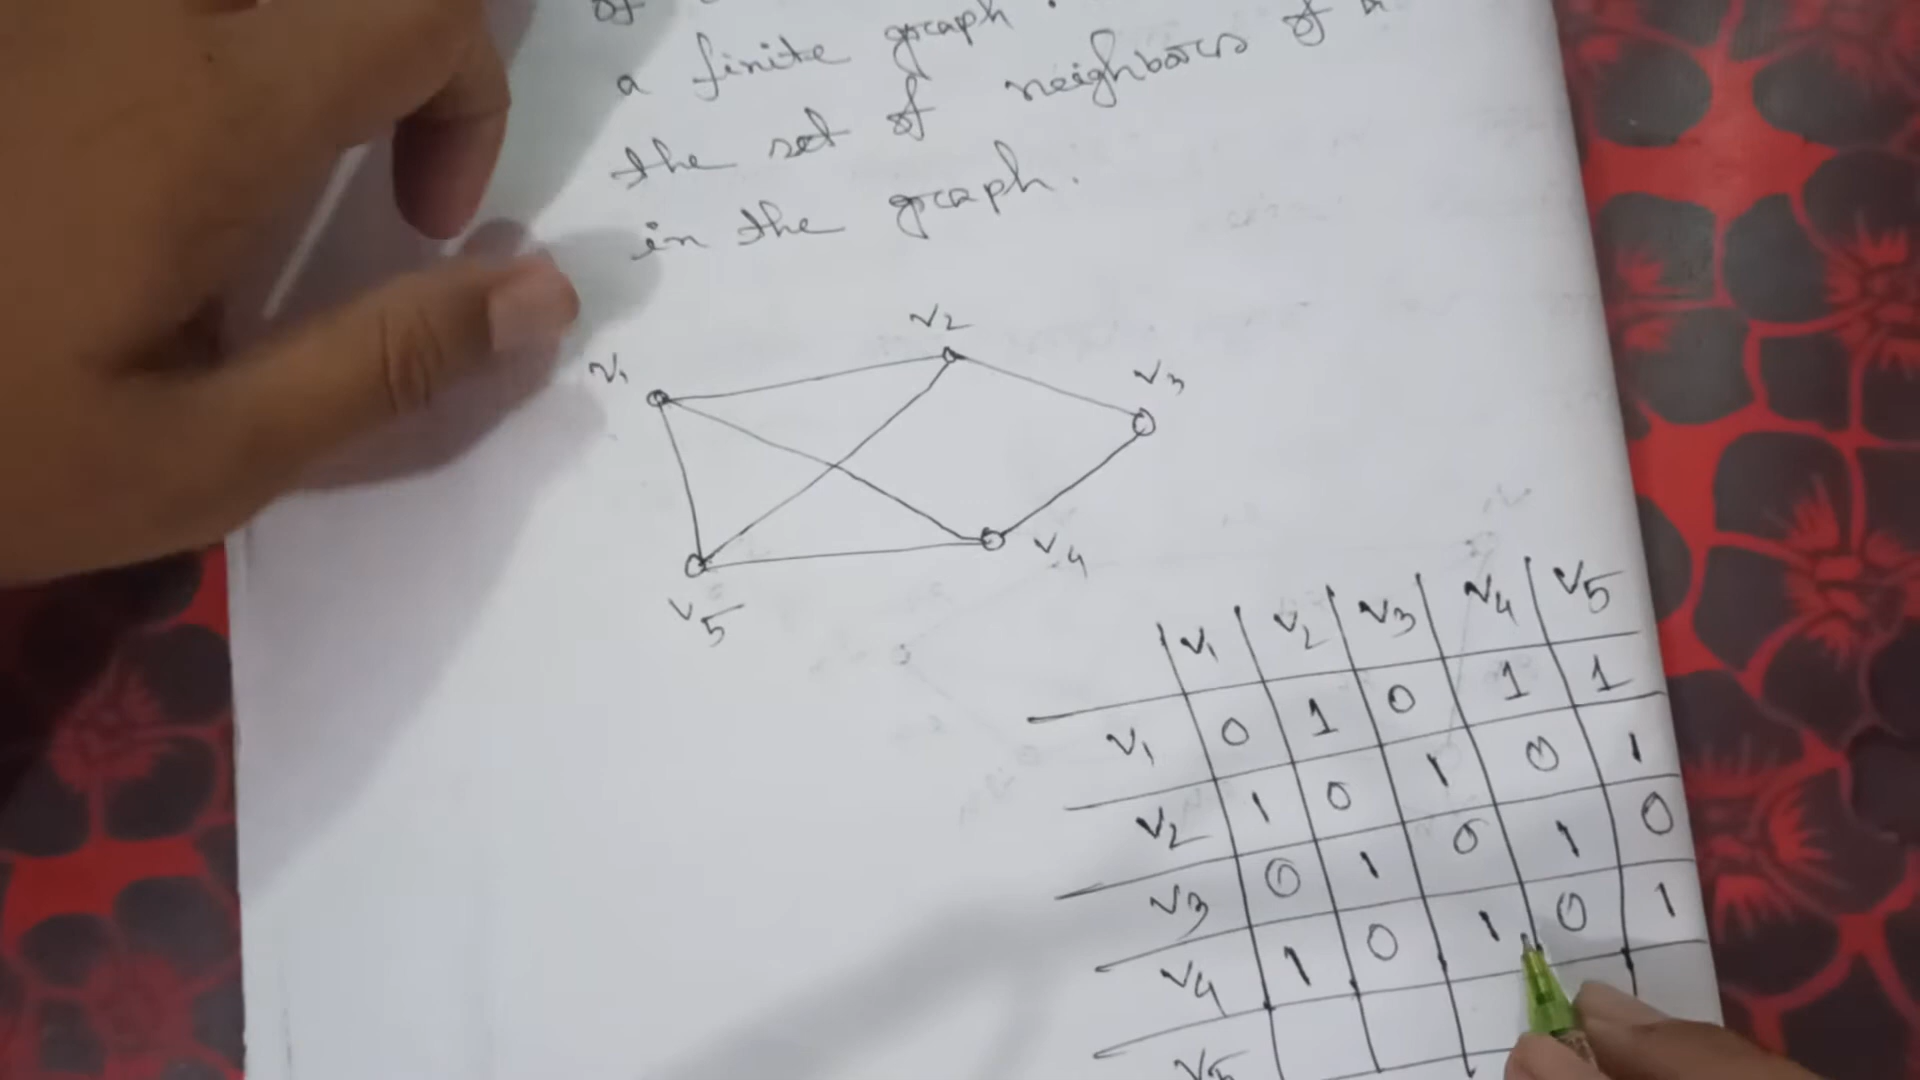 of
a finite graph.
the set of neighbors of a
in the graph.
v2
v1
v3
v4
v5
v1 v2 v3 v4 v5
v1 0 1 0 1 1
v2 1 0 1 0 1
v3 0 1 0 1 0
v4 1 0 1 0 1
v5